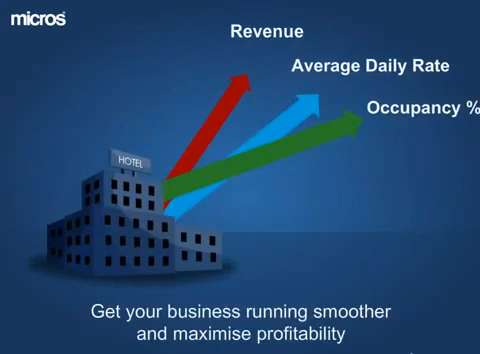 micros
Revenue
Average Daily Rate
Occupancy %
HOTEL
Get your business running smoother
and maximise profitability